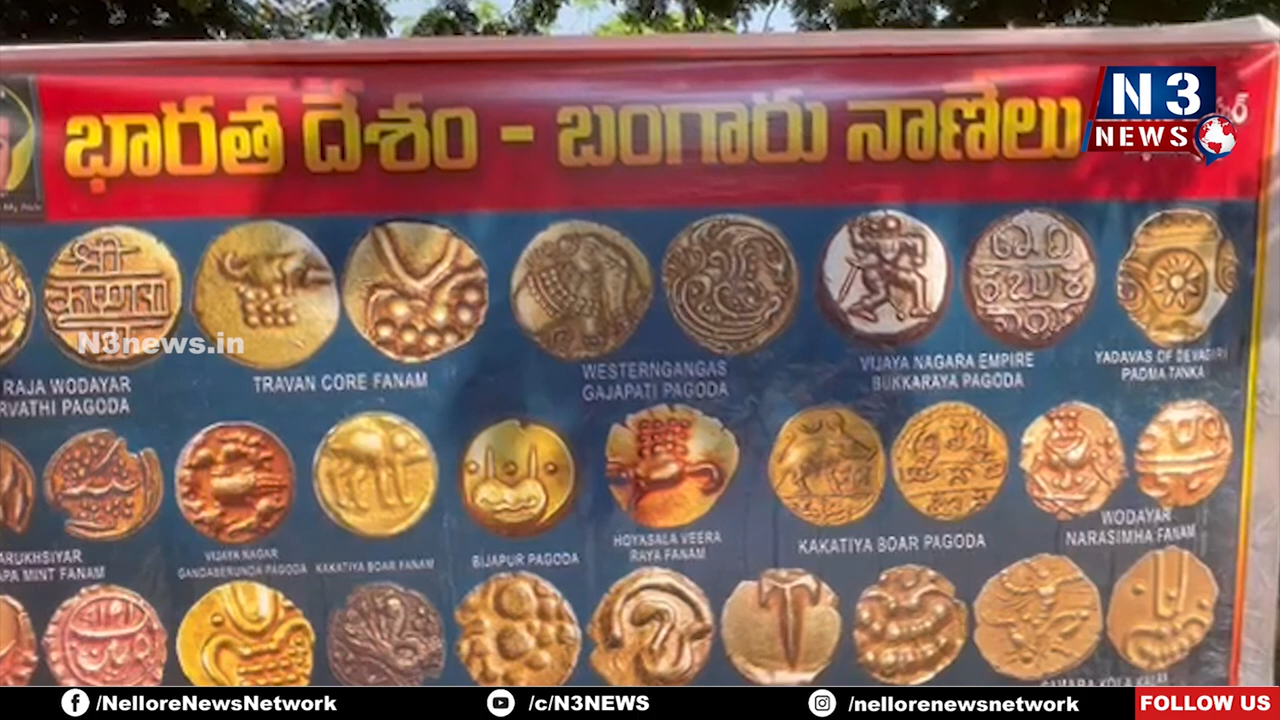 భారత దేశం - బంగారు నాణేలు
N3
NEWS
श्री
N3news.in
RAJA WODAYAR
RVATHI PAGODA
TRAVAN CORE FANAM
WESTERNGANGAS
GAJAPATI PAGODA
VIJAYA NAGARA EMPIRE
BUKKARAYA PAGODA
YADAVAS OF DEVAGIRI
PADMA TANKA
ARUKHSIYAR
APA MINT FANAM
VIJAYA NAGAR
GANDABERUNDA PAGODA
KAKATIYA BOAR FANAM
BIJAPUR PAGODA
HOYASALA VEERA
RAYA FANAM
KAKATIYA BOAR PAGODA
WODAYAR
NARASIMHA FANAM
/NelloreNewsNetwork
/c/N3NEWS
/nellorenewsnetwork
FOLLOW US